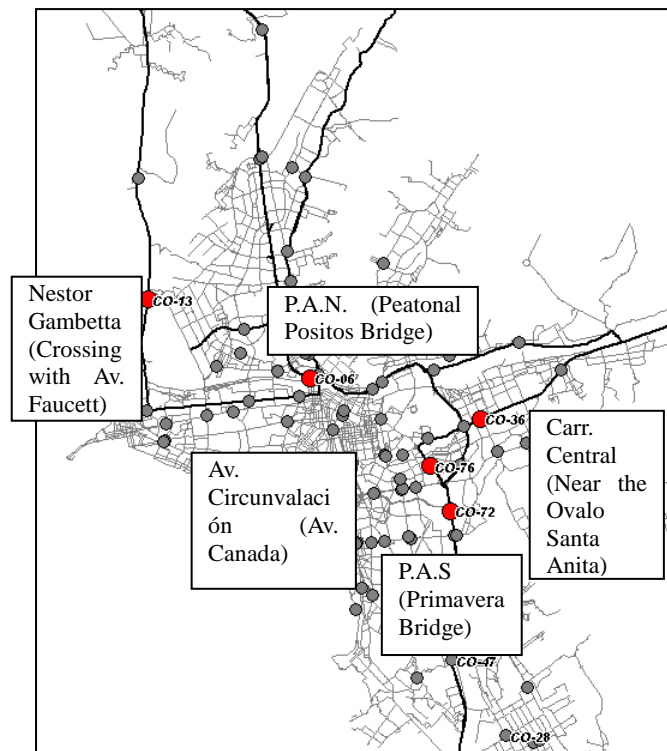 Nestor
Gambetta
(Crossing
with Av.
Faucett)
CO-13
P.A.N. (Peatonal
Positos Bridge)
CO-06
CO-36
Carr.
Central
(Near the
Ovalo
Santa
Anita)
Av.
Circunvalaci
ón (Av.
Canada)
CO-76
CO-72
P.A.S
(Primavera
Bridge)
CO-47
CO-28